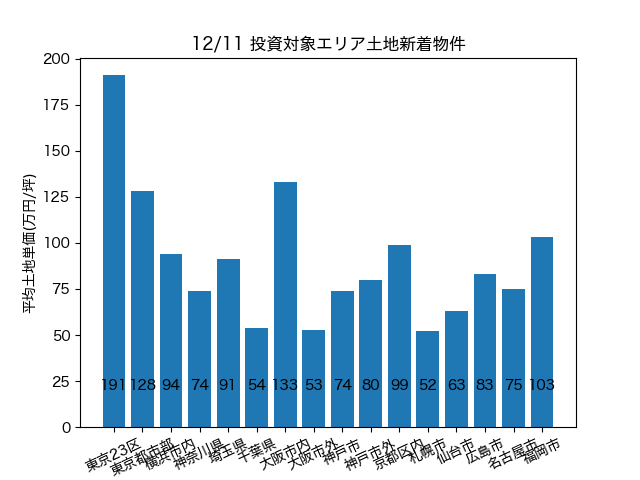 12/11 投資対象エリア土地新着物件
平均土地単価(万円/坪)
200
175
150
125
100
75
50
25
0
191 128 94 74 91 54 133 53 74 80 99 52 63 83 75 103
東京23区
東京都市部
横浜市内
神奈川県
埼玉県
千葉県
大阪市内
大阪市外
神戸市
神戸市外
京都区内
札幌市
仙台市
広島市
名古屋市
福岡市